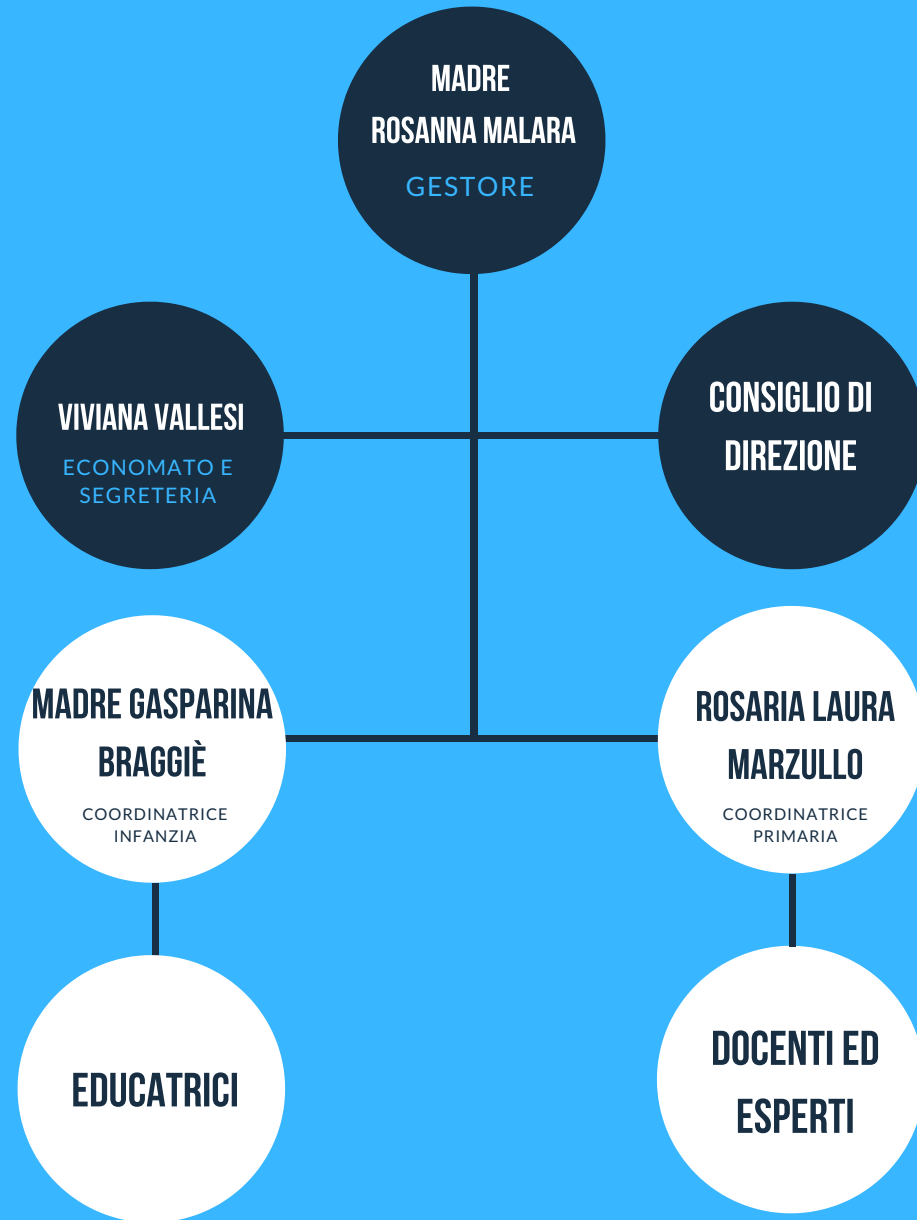 MADRE
ROSANNA MALARA
GESTORE
VIVIANA VALLESI
ECONOMATO E
SEGRETERIA
CONSIGLIO DI
DIREZIONE
MADRE GASPARINA
BRAGGIÈ
COORDINATRICE
INFANZIA
ROSARIA LAURA
MARZULLO
COORDINATRICE
PRIMARIA
EDUCATRICI
DOCENTI ED
ESPERTI